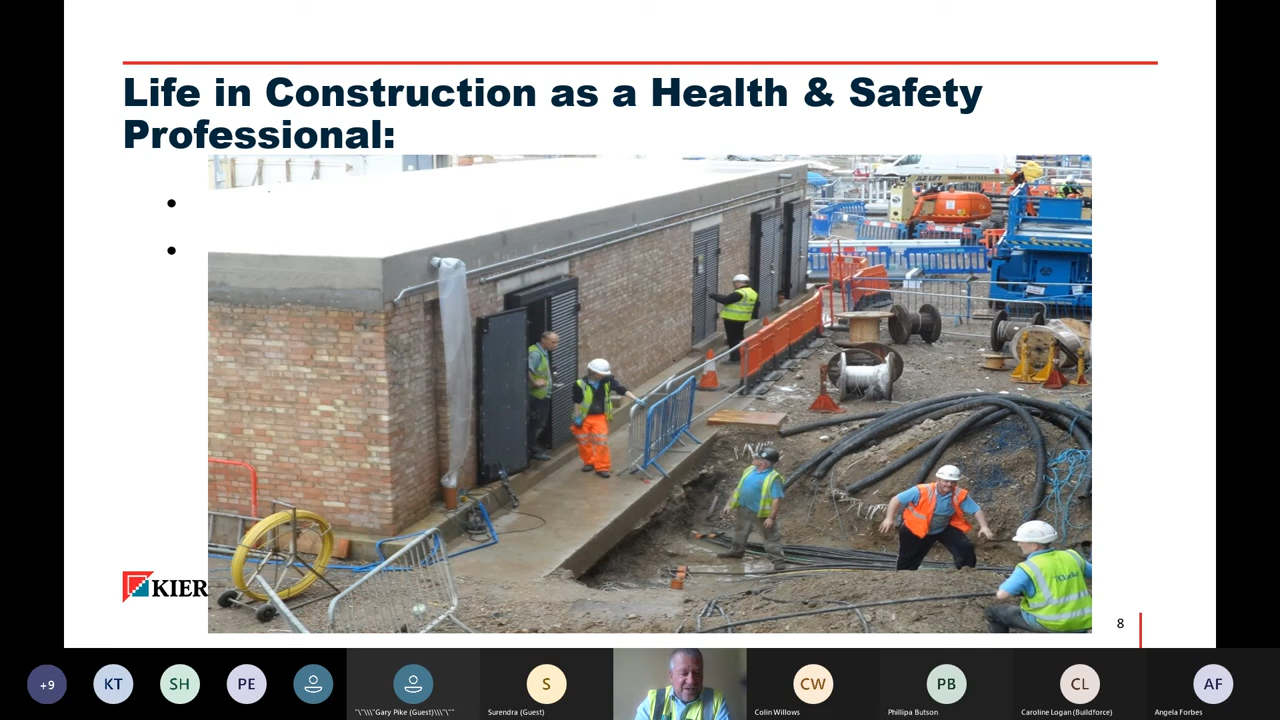 Life in Construction as a Health & Safety
Professional:
KIER
8
+9
KT
SH
PE
S
CW
PB
CL
AF
"\"\\\"Gary Pike (Guest)\\\"\""
Surendra (Guest)
Colin Willows
Phillipa Butson
Caroline Logan (Buildforce)
Angela Forbes